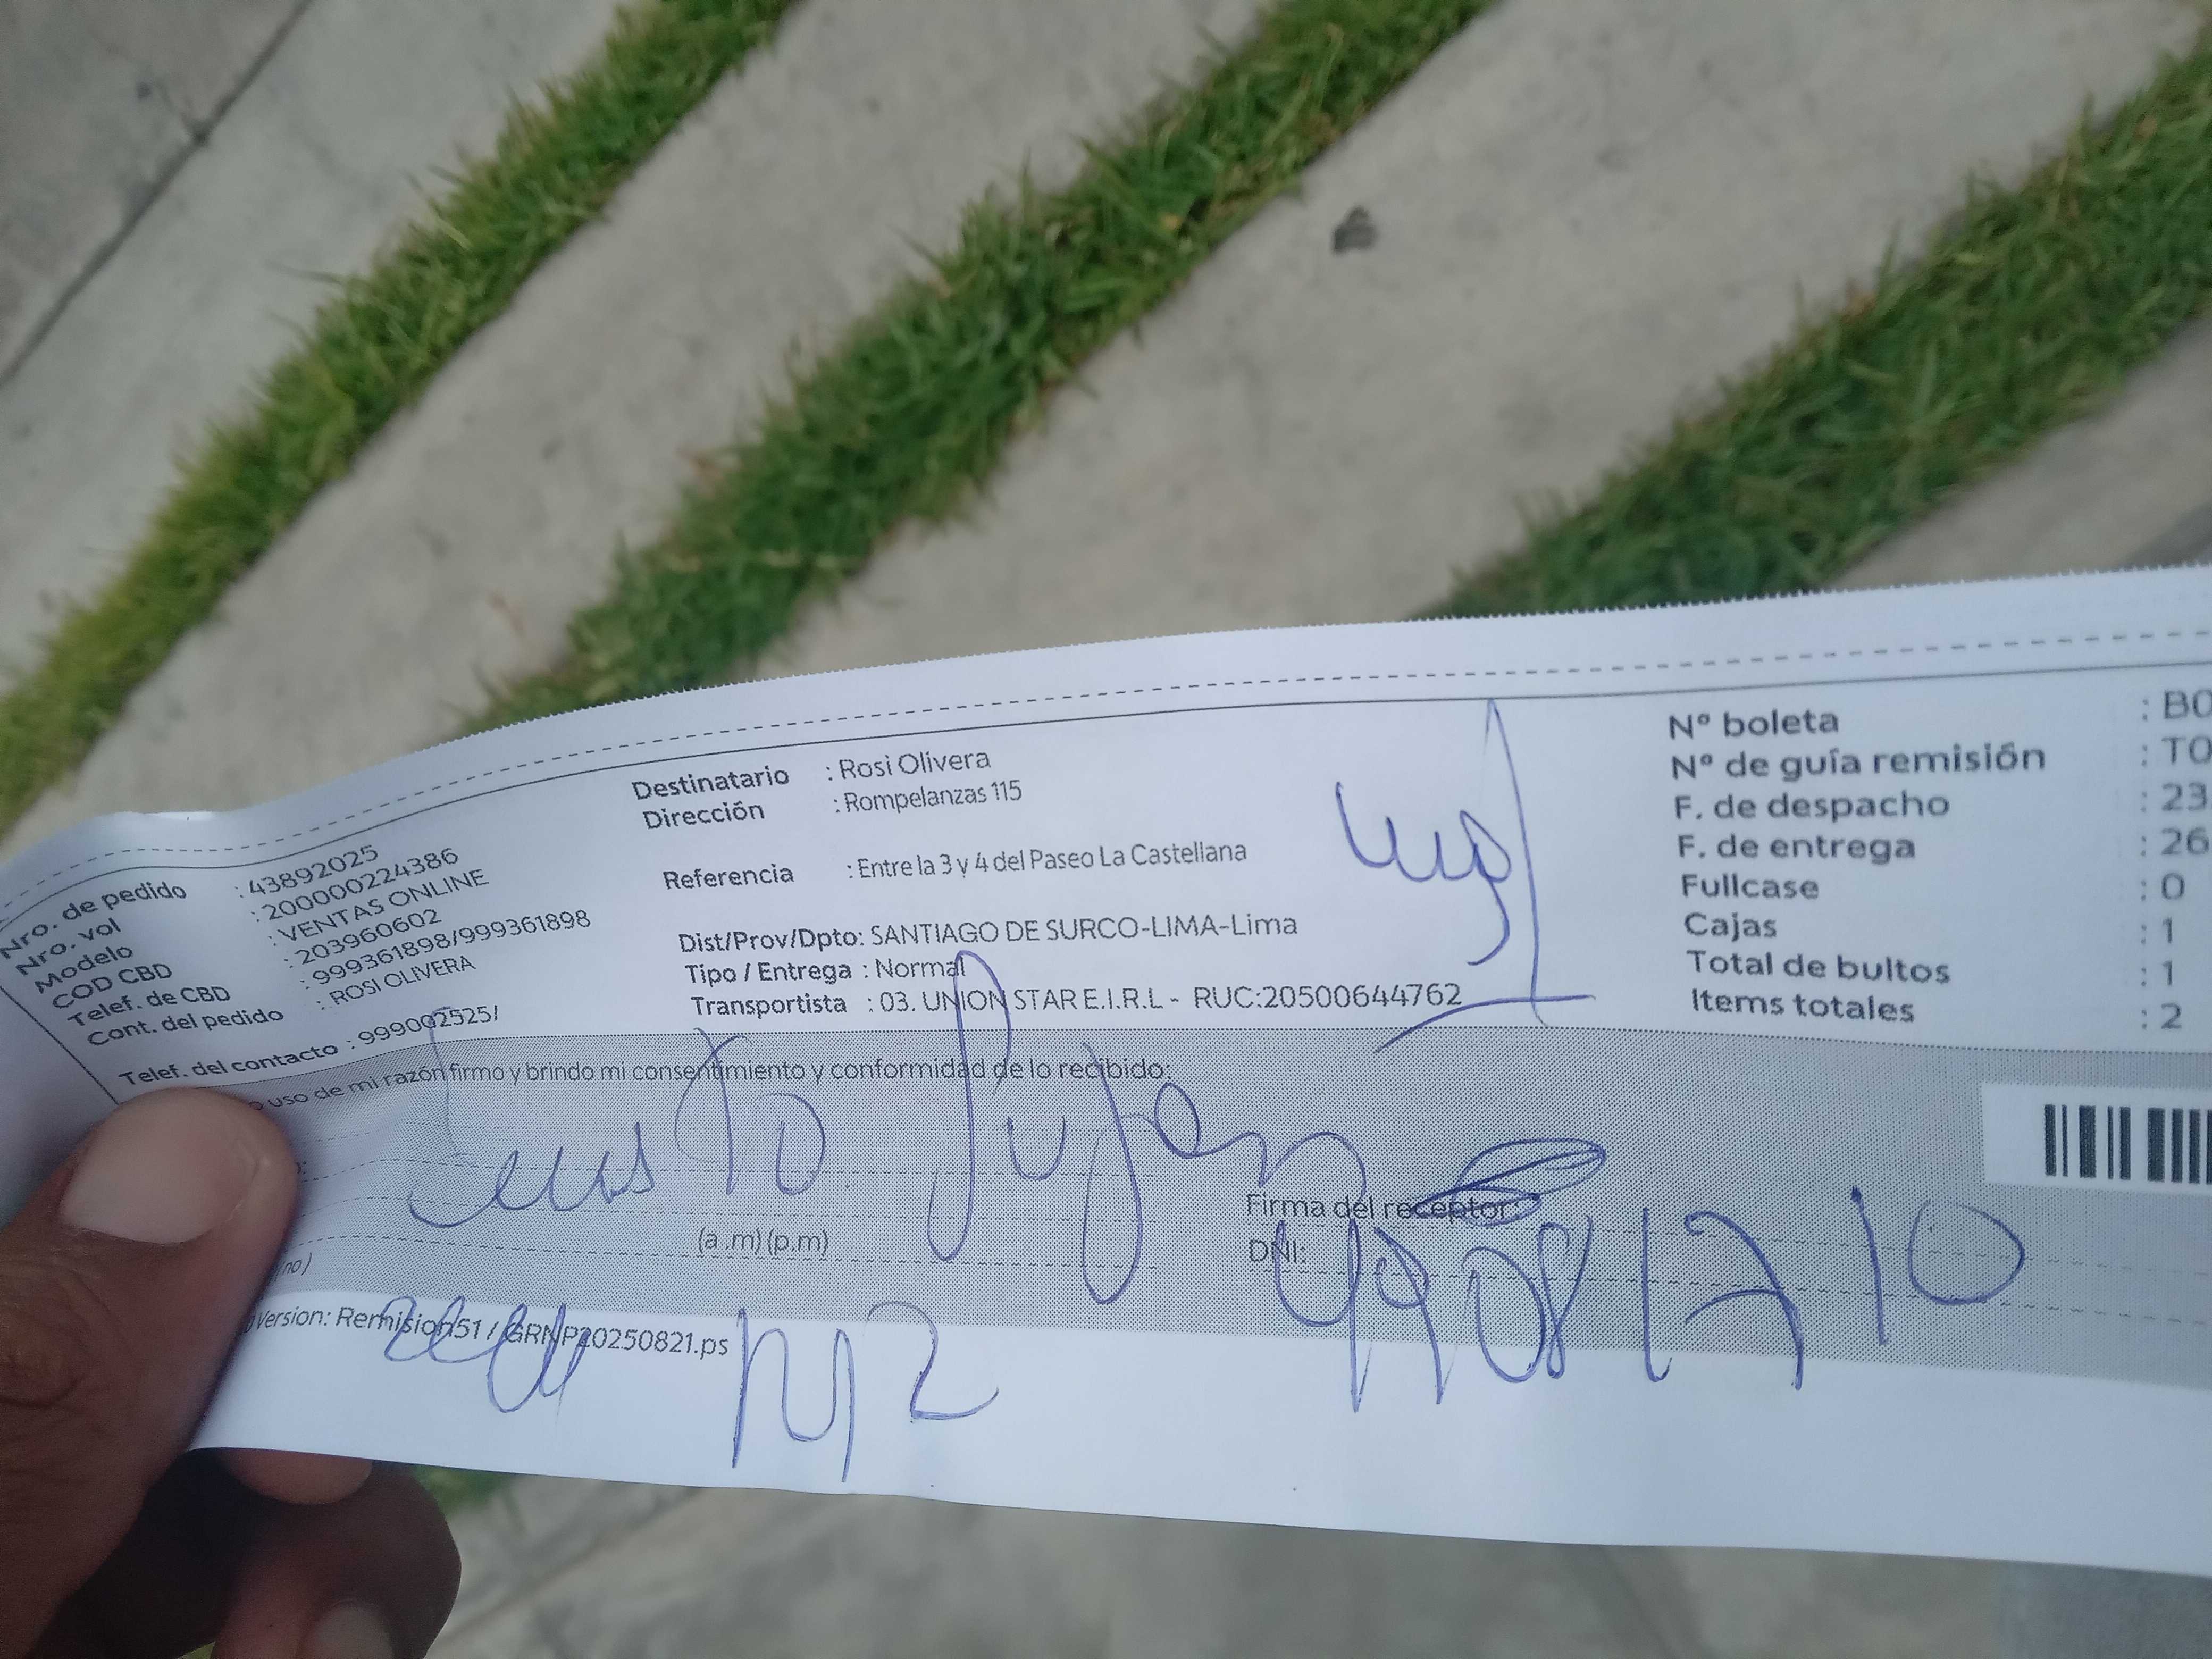 Nro. de pedido : 43892025
Nro. vol : 20000224386
Modelo : VENTAS ONLINE
COD CBD : 203960602
Telef. de CBD : 999361898/999361898
Cont. del pedido : ROSI OLIVERA
Telef. del contacto : 999002525/
Destinatario : Rosi Olivera
Dirección : Rompelanzas 115
Referencia : Entre la 3 y 4 del Paseo La Castellana
Dist/Prov/Dpto: SANTIAGO DE SURCO-LIMA-Lima
Tipo / Entrega : Normal
Transportista : 03. UNION STAR E.I.R.L - RUC:20500644762
Nº boleta : B0
Nº de guía remisión : T0
F. de despacho : 23
F. de entrega : 26
Fullcase : 0
Cajas : 1
Total de bultos : 1
Items totales : 2
o uso de mi razón firmo y brindo mi consentimiento y conformidad de lo recibido:
(a .m) (p.m)
Firma del receptor
DNI:
no )
Version: Remision51 / GRNP20250821.ps